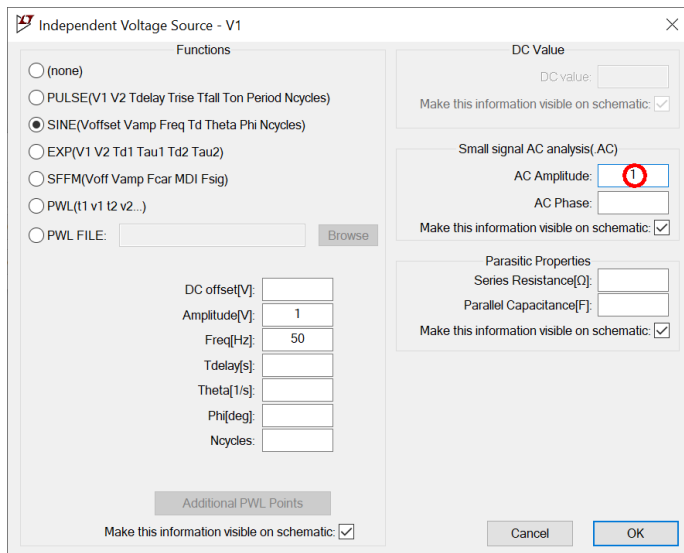 Independent Voltage Source - V1
Functions
(none)
PULSE(V1 V2 Tdelay Trise Tfall Ton Period Ncycles)
SINE(Voffset Vamp Freq Td Theta Phi Ncycles)
EXP(V1 V2 Td1 Tau1 Td2 Tau2)
SFFM(Voff Vamp Fcar MDI Fsig)
PWL(t1 v1 t2 v2...)
PWL FILE: Browse
DC offset[V]:
Amplitude[V]: 1
Freq[Hz]: 50
Tdelay[s]:
Theta[1/s]:
Phi[deg]:
Ncycles:
Additional PWL Points
Make this information visible on schematic:
DC Value
DC value:
Make this information visible on schematic:
Small signal AC analysis(.AC)
AC Amplitude: 1
AC Phase:
Make this information visible on schematic:
Parasitic Properties
Series Resistance[Ω]:
Parallel Capacitance[F]:
Make this information visible on schematic:
Cancel OK